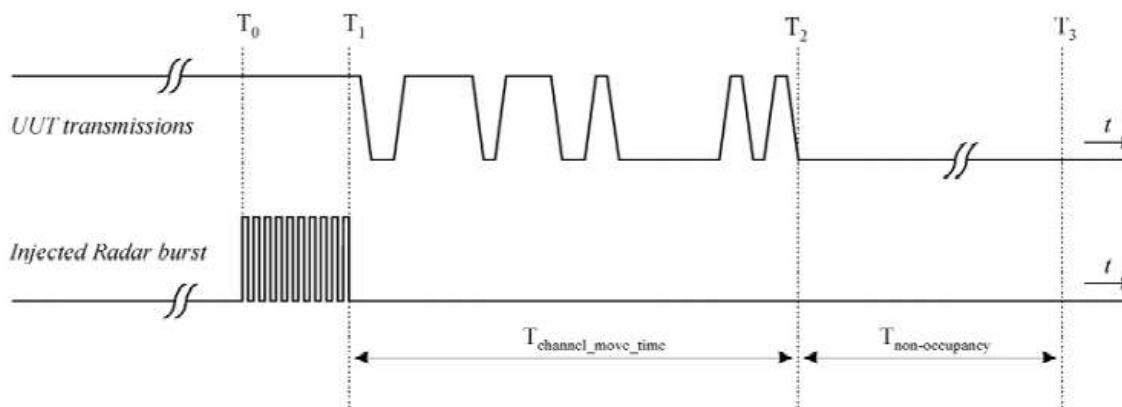 T0 T1 T2 T3
UUT transmissions
t
Injected Radar burst
t
Tchannel_move_time Tnon-occupancy